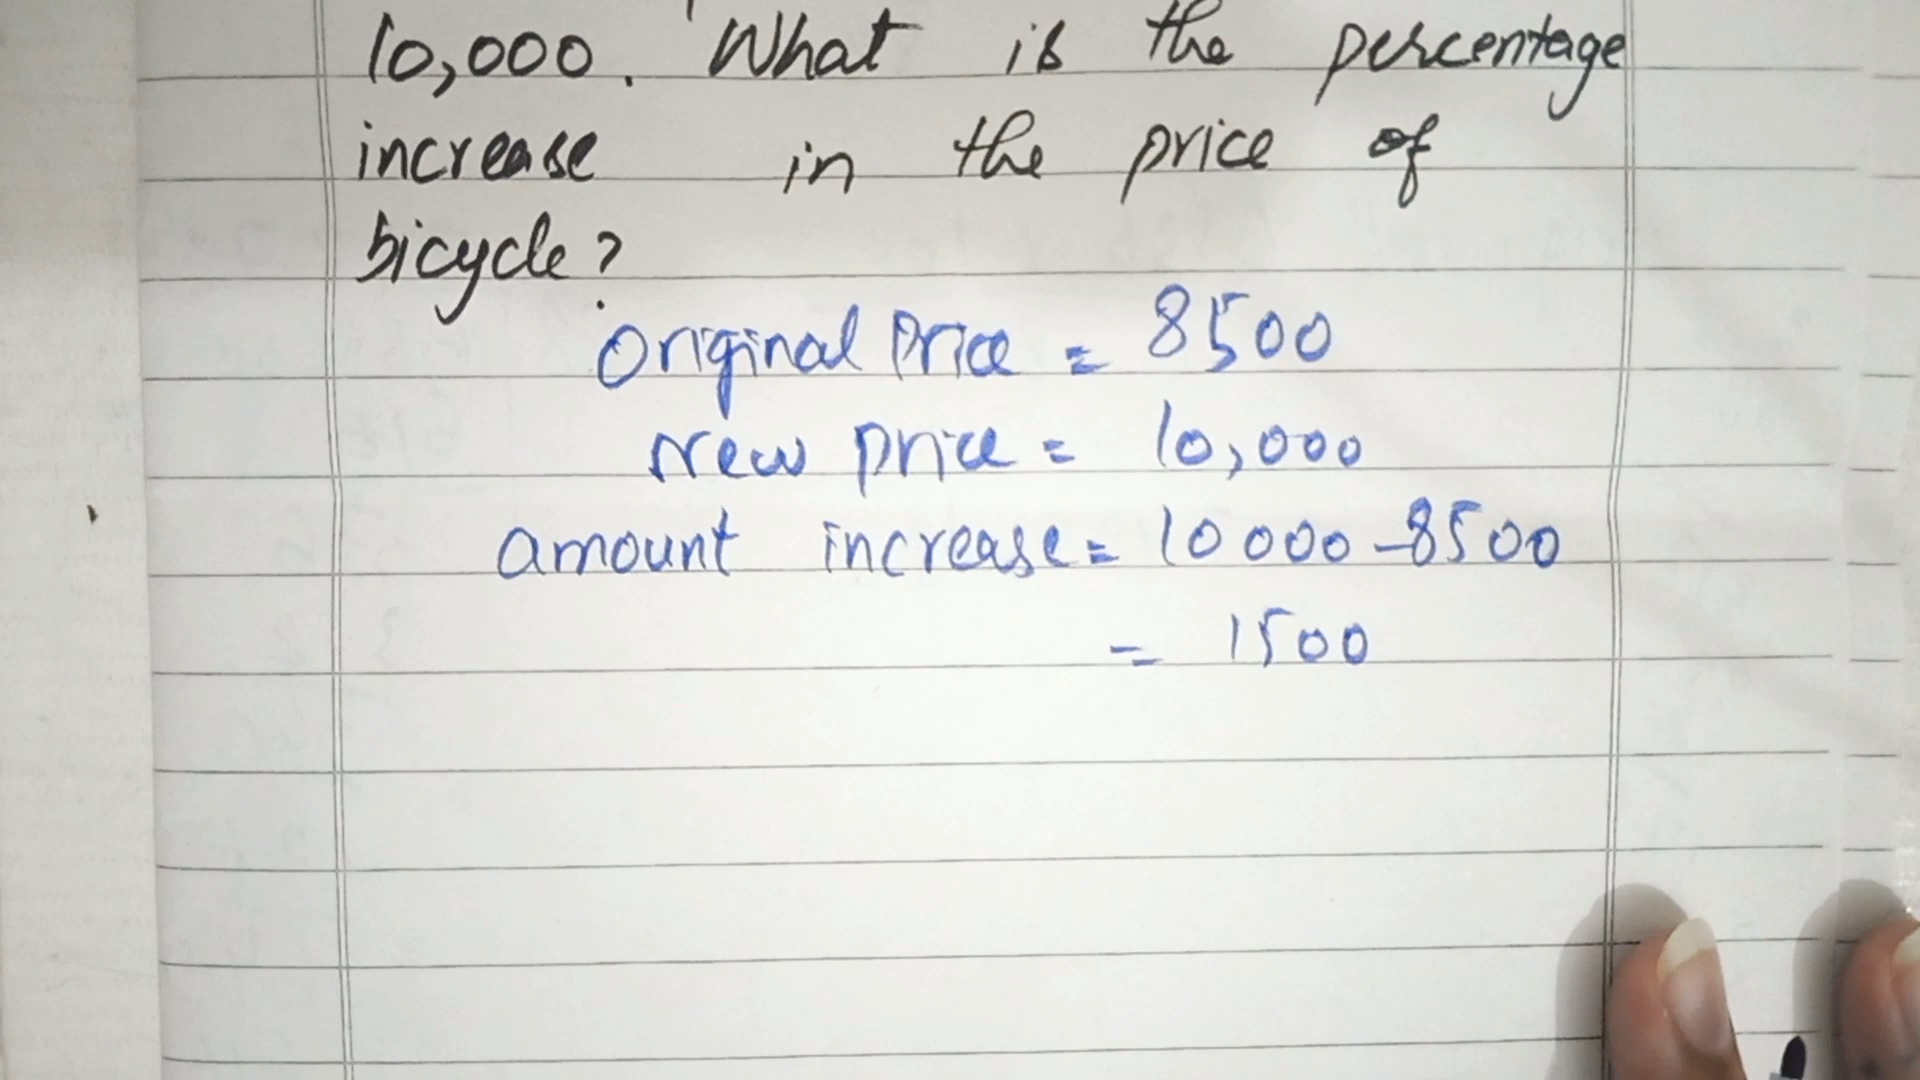 10,000. What is the percentage
increase in the price of
bicycle?
Original Price = 8500
New price = 10,000
amount increase = 10000 - 8500
= 1500